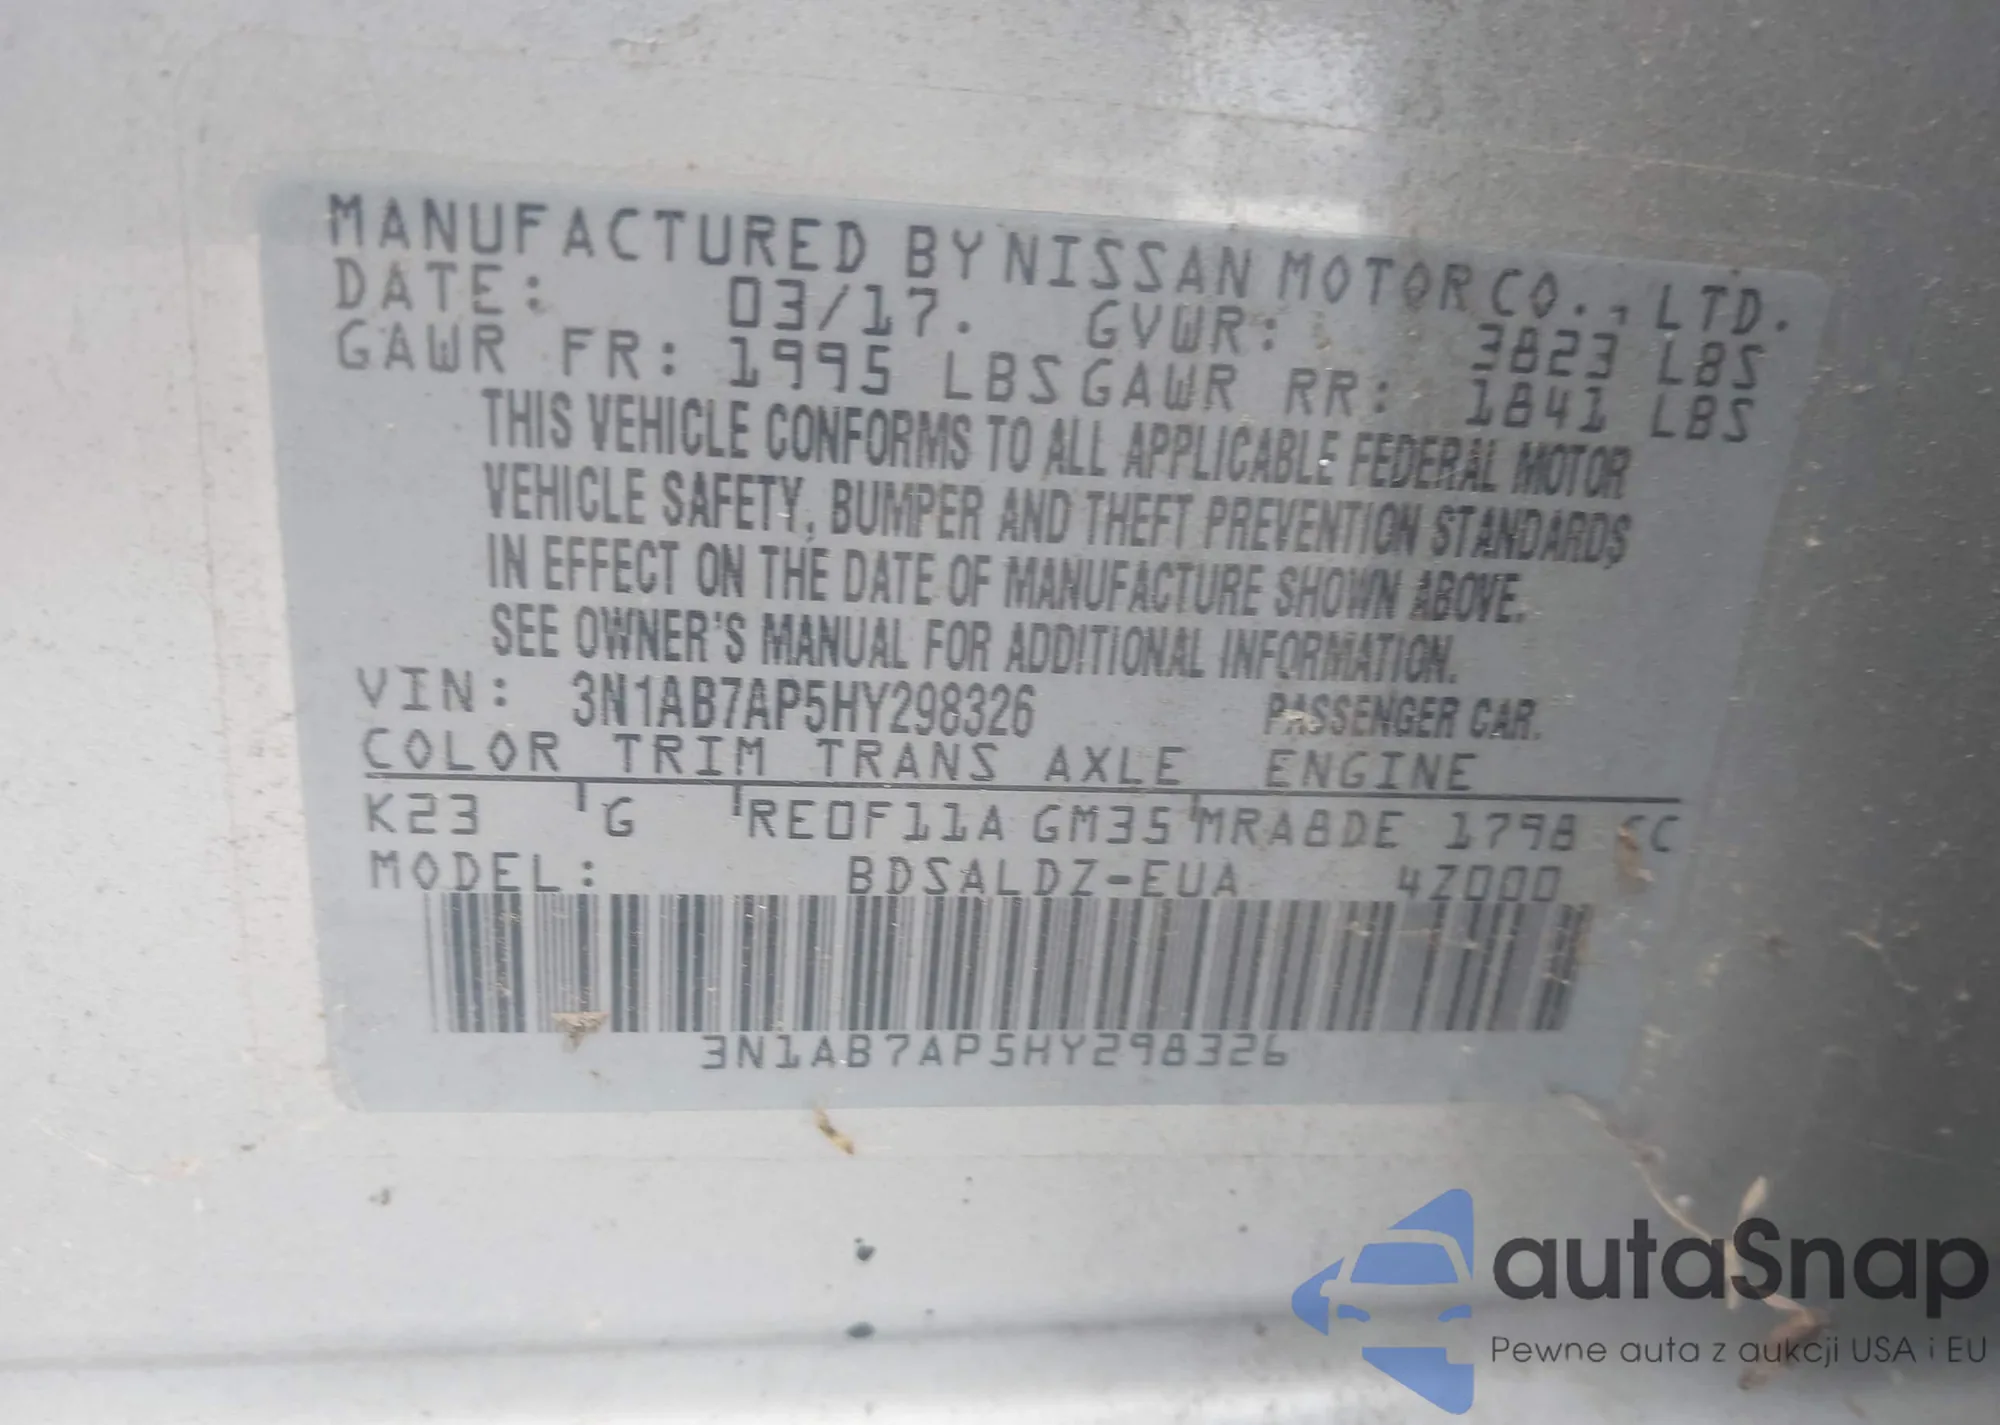 MANUFACTURED BY NISSAN MOTOR CO., LTD.
DATE: 03/17. GVWR: 3823 LBS
GAWR FR: 1995 LBS GAWR RR: 1841 LBS
THIS VEHICLE CONFORMS TO ALL APPLICABLE FEDERAL MOTOR
VEHICLE SAFETY, BUMPER AND THEFT PREVENTION STANDARDS
IN EFFECT ON THE DATE OF MANUFACTURE SHOWN ABOVE.
SEE OWNER'S MANUAL FOR ADDITIONAL INFORMATION.
VIN: 3N1AB7AP5HY298326 PASSENGER CAR.
COLOR TRIM TRANS AXLE ENGINE
K23 G RE0F11A GM35 MRA8DE 1798 CC
MODEL: BDSALDZ-EUA 4Z000
3N1AB7AP5HY298326
autaSnap
Pewne auta z aukcji USA i EU